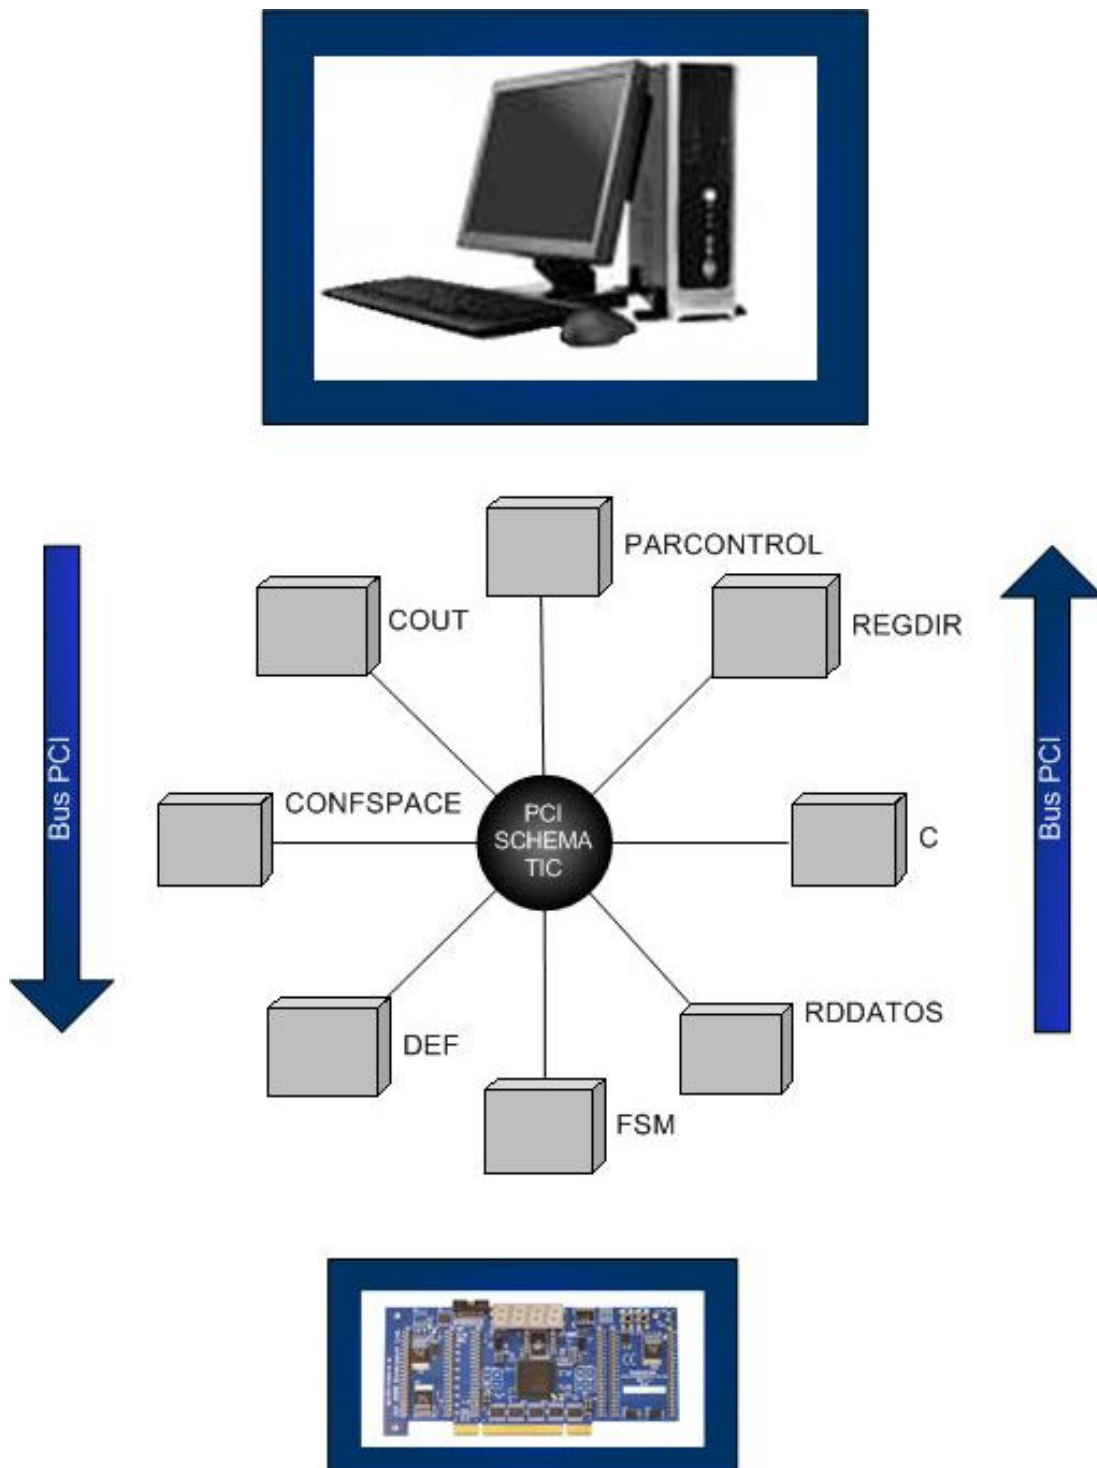 PARCONTROL
COUT
REGDIR
Bus PCI
CONFSPACE
PCI
SCHEMA
TIC
C
Bus PCI
RDDATOS
DEF
FSM